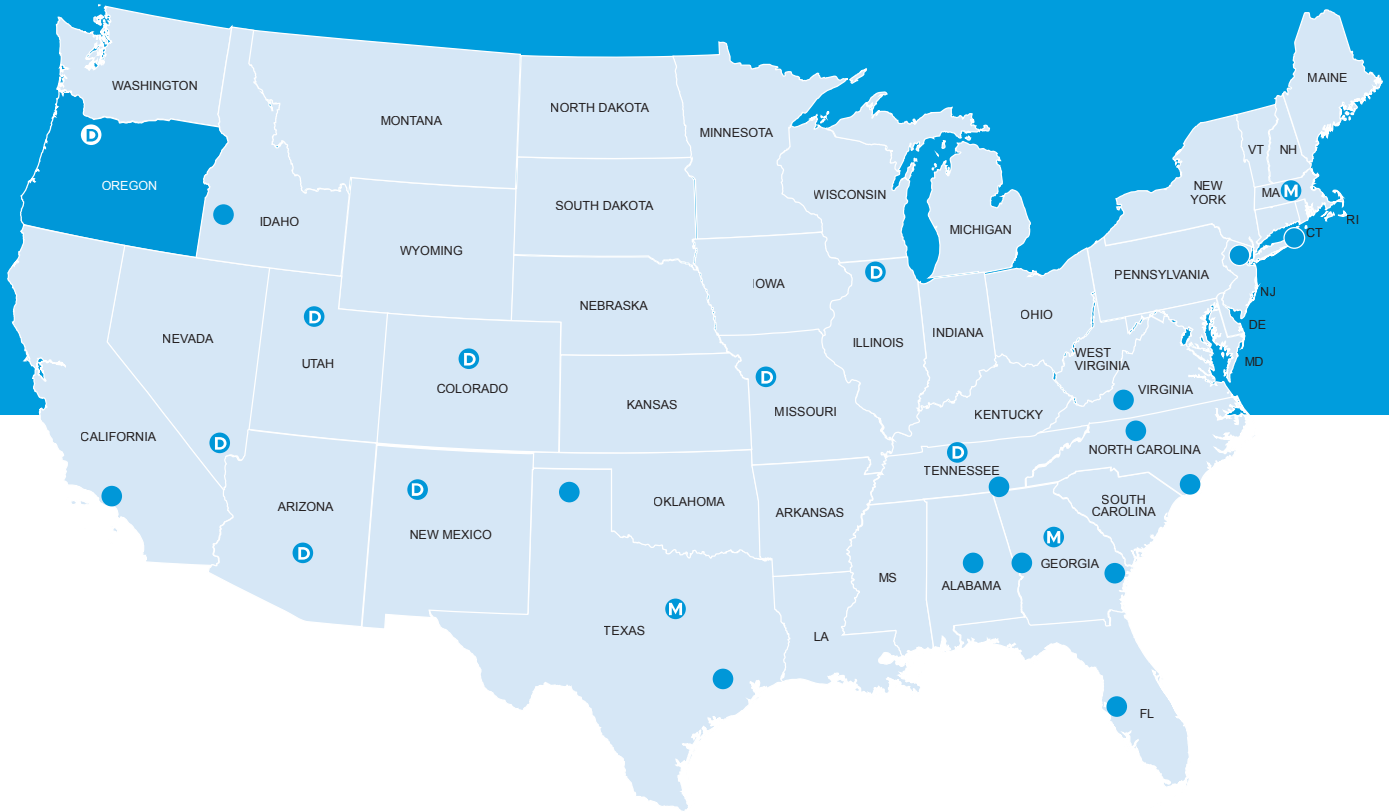 WASHINGTON
MONTANA
NORTH DAKOTA
MINNESOTA
MAINE
D
OREGON
IDAHO
WYOMING
SOUTH DAKOTA
WISCONSIN
MICHIGAN
NEW
YORK
VT
NH
MA
M
RI
CT
NEBRASKA
IOWA
D
ILLINOIS
INDIANA
OHIO
PENNSYLVANIA
NJ
DE
MD
NEVADA
D
UTAH
D
COLORADO
KANSAS
D
MISSOURI
KENTUCKY
WEST
VIRGINIA
VIRGINIA
CALIFORNIA
D
ARIZONA
D
D
NEW MEXICO
OKLAHOMA
ARKANSAS
D
TENNESSEE
NORTH CAROLINA
SOUTH
CAROLINA
M
GEORGIA
ALABAMA
MS
M
TEXAS
LA
FL